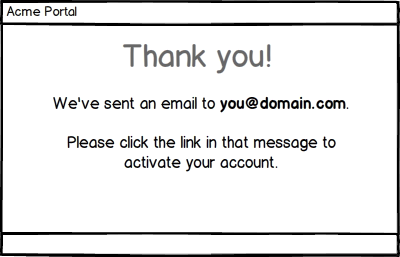 Acme Portal
Thank you!
We've sent an email to you@domain.com.
Please click the link in that message to
activate your account.